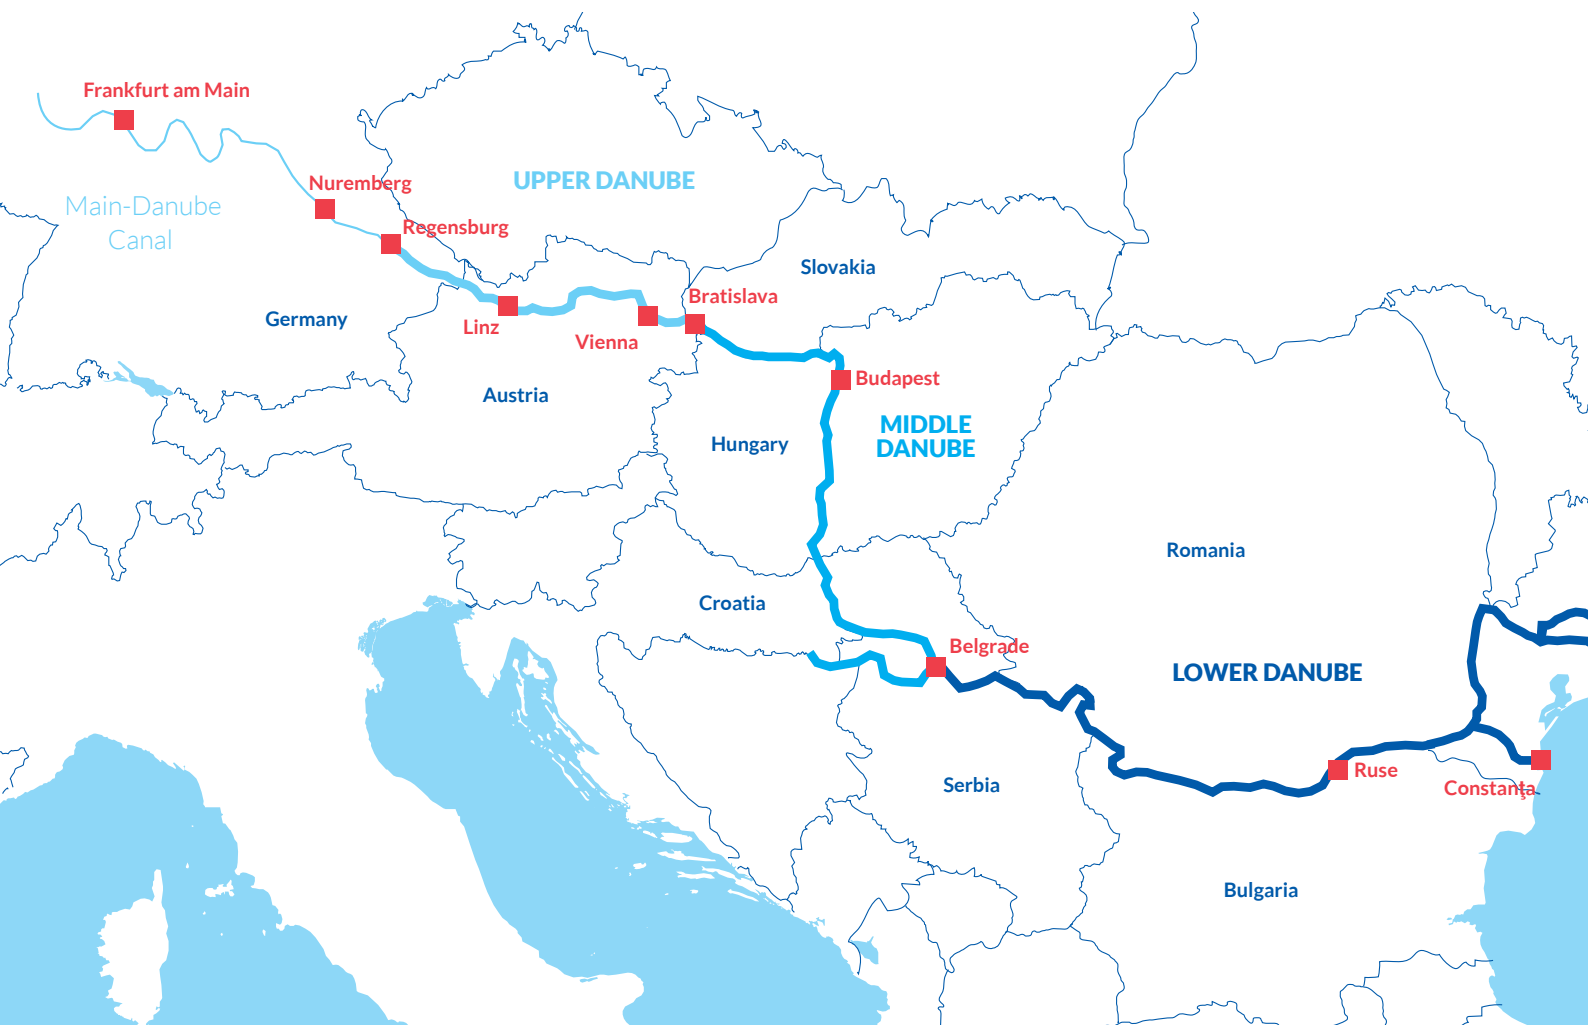 Frankfurt am Main
Nuremberg
UPPER DANUBE
Main-Danube
Canal
Regensburg
Slovakia
Bratislava
Germany
Linz
Vienna
Budapest
Austria
MIDDLE
DANUBE
Hungary
Romania
Croatia
Belgrade
LOWER DANUBE
Ruse
Serbia
Constanța
Bulgaria